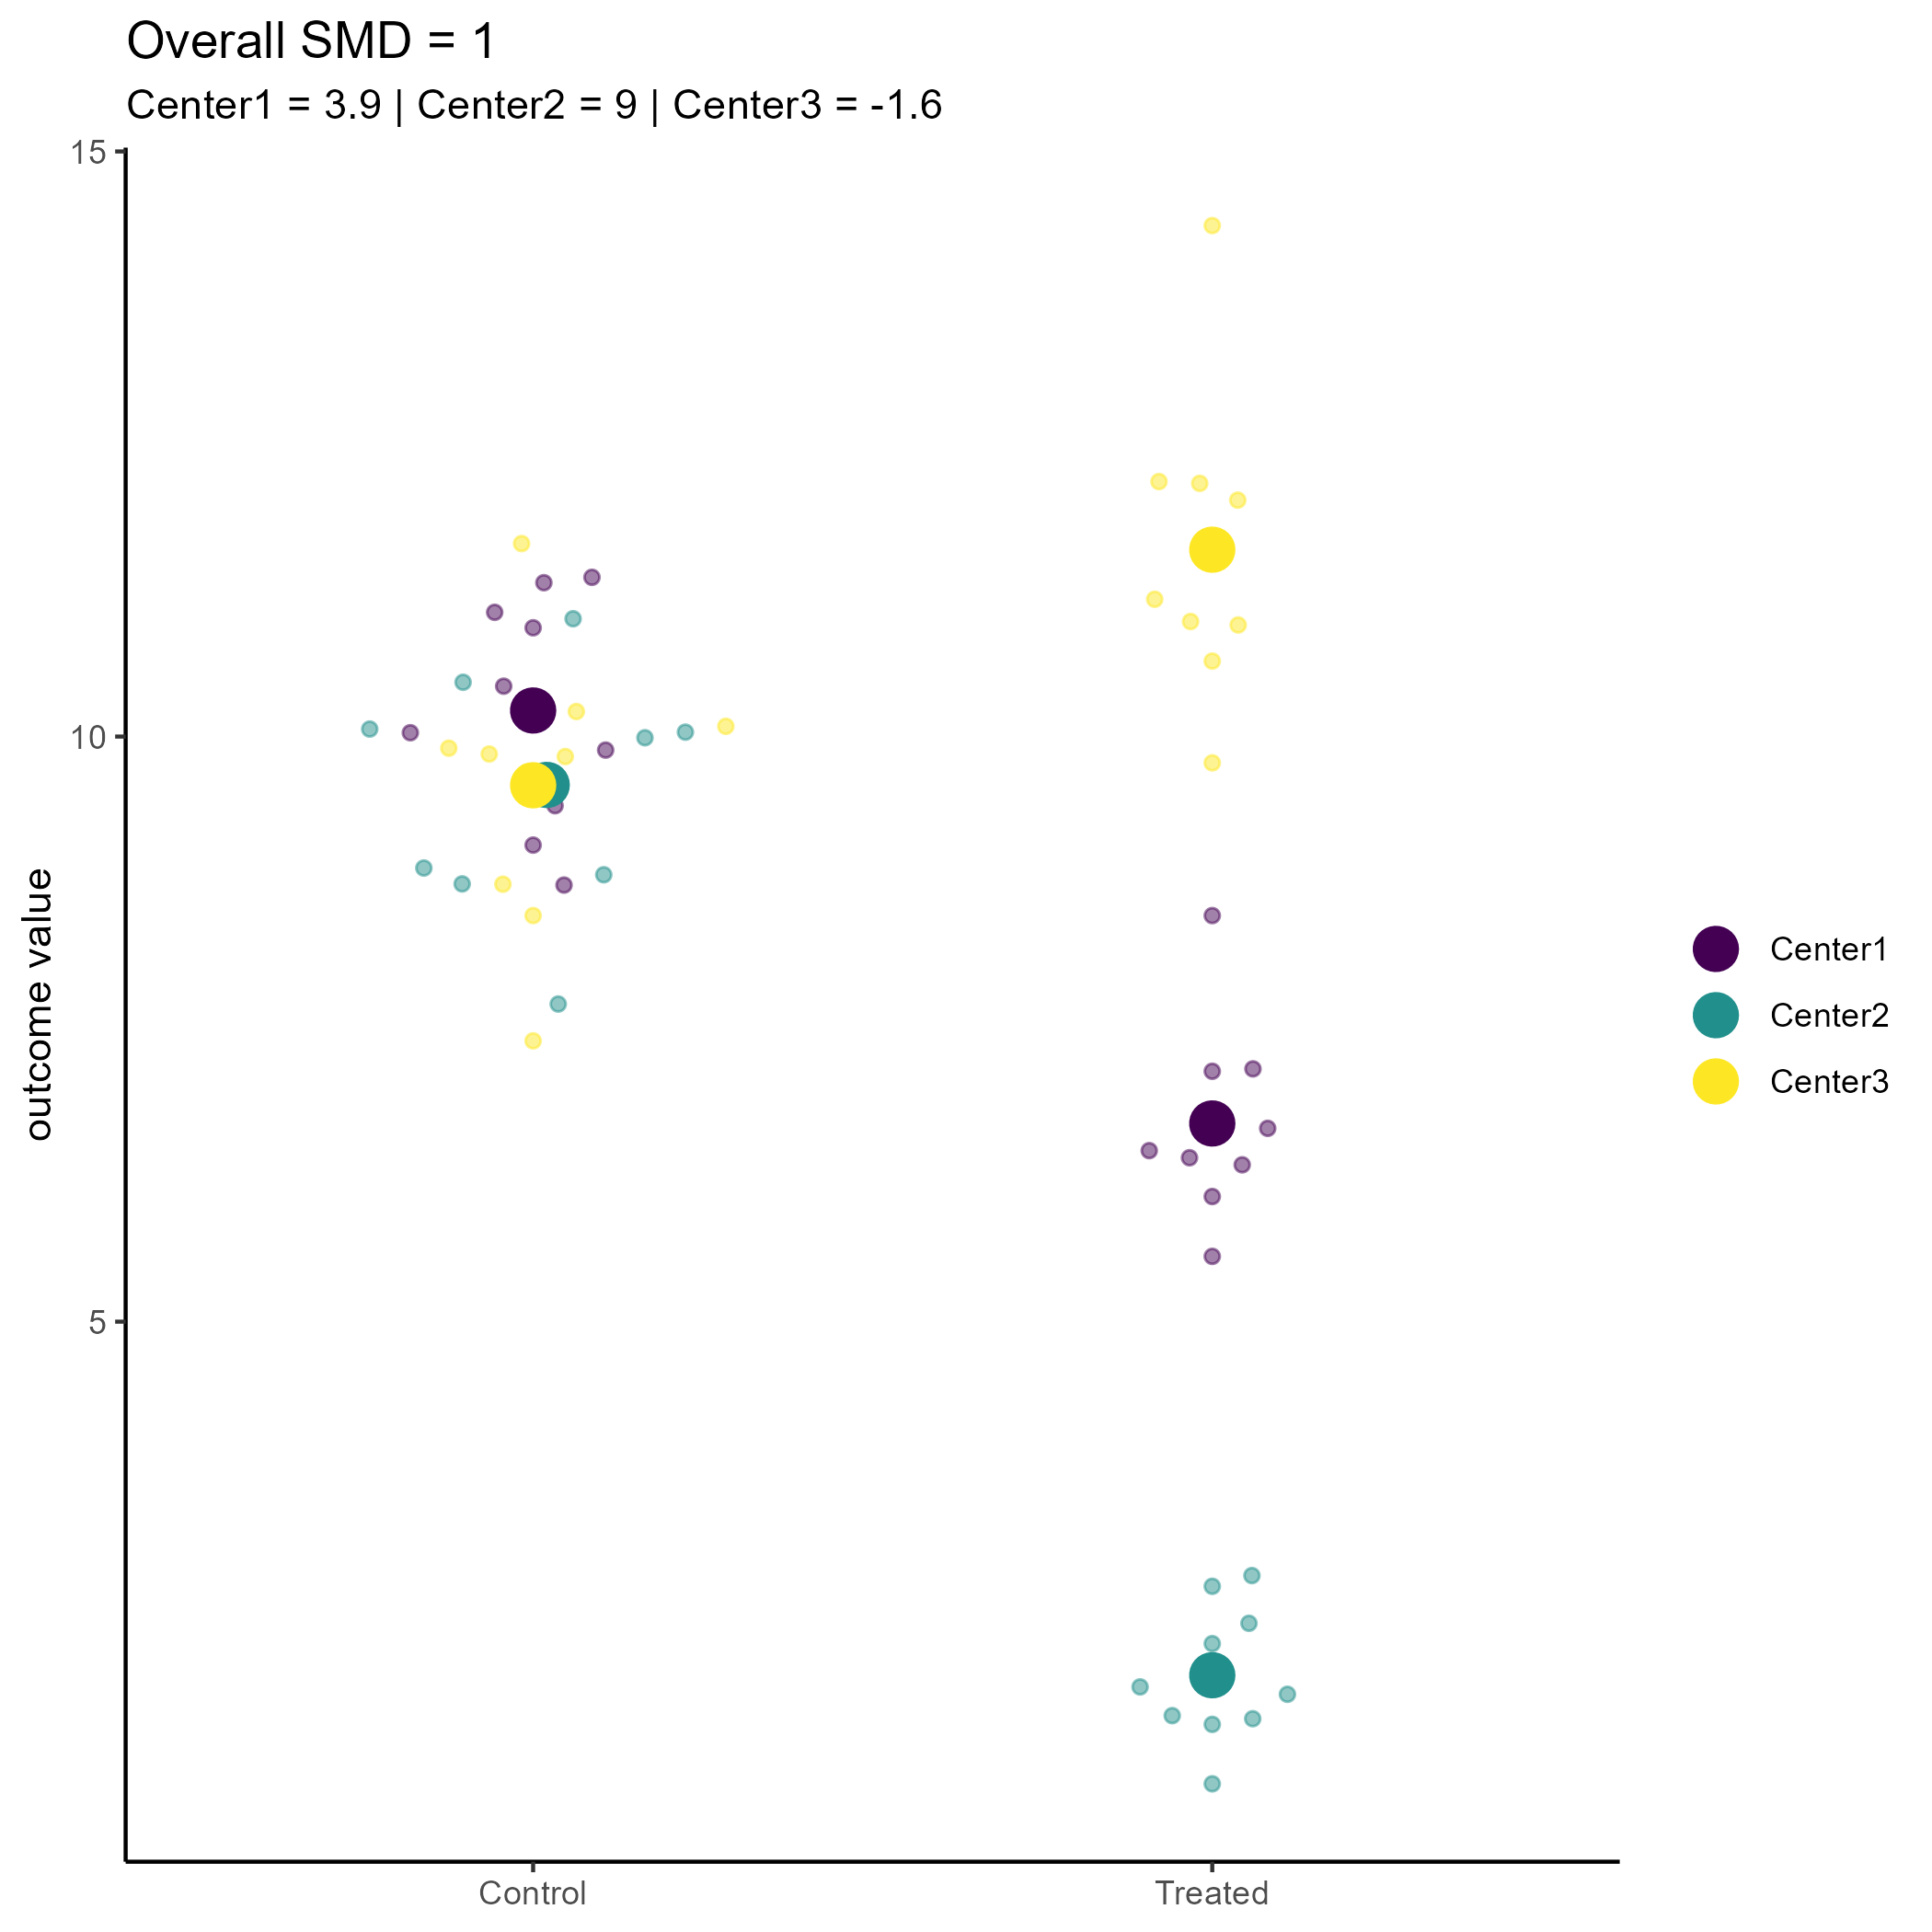 Overall SMD = 1
Center1 = 3.9 | Center2 = 9 | Center3 = -1.6
15
10
5
outcome value
Control
Treated
Center1
Center2
Center3